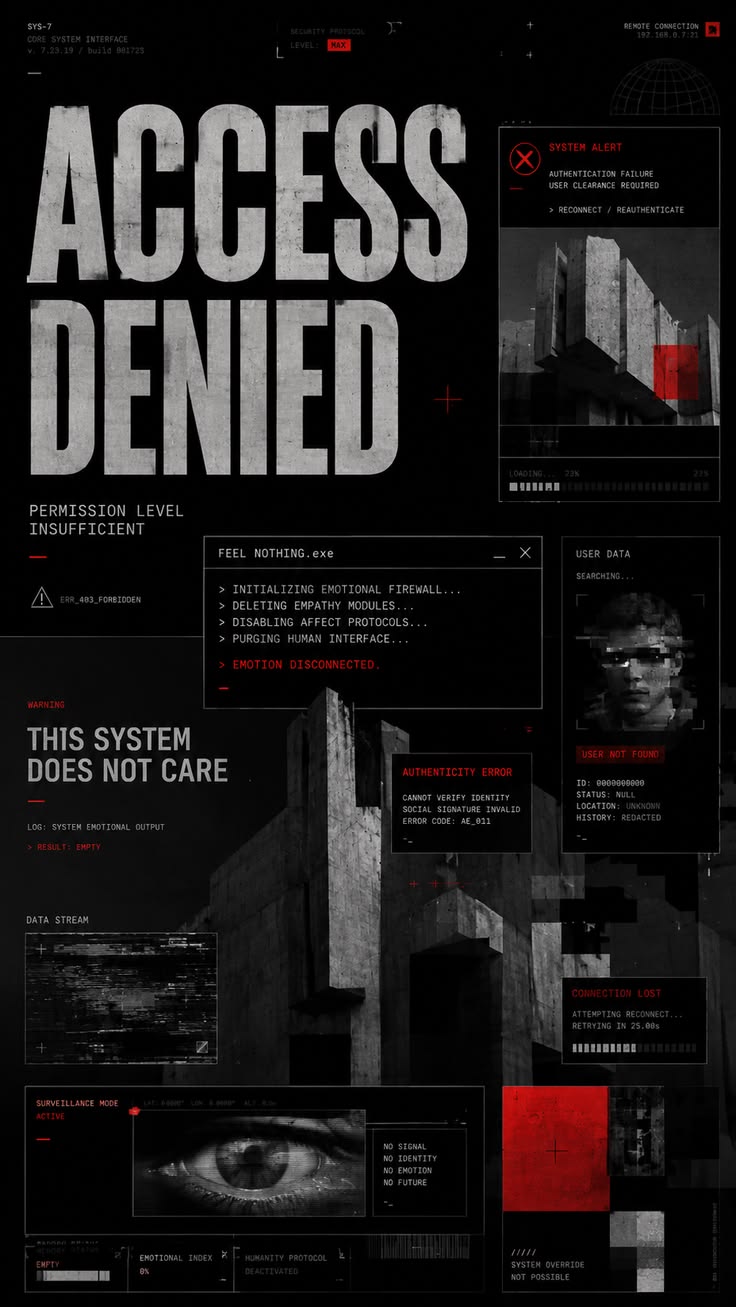 SYS-7
CORE SYSTEM INTERFACE
v. 7.23.19 / build 001723
SECURITY PROTOCOL
LEVEL: MAX
REMOTE CONNECTION
192.168.0.7:21
ACCESS
DENIED
PERMISSION LEVEL
INSUFFICIENT
ERR_403_FORBIDDEN
SYSTEM ALERT
AUTHENTICATION FAILURE
USER CLEARANCE REQUIRED
> RECONNECT / REAUTHENTICATE
LOADING... 23%
23%
FEEL NOTHING.exe
> INITIALIZING EMOTIONAL FIREWALL...
> DELETING EMPATHY MODULES...
> DISABLING AFFECT PROTOCOLS...
> PURGING HUMAN INTERFACE...
> EMOTION DISCONNECTED.
USER DATA
SEARCHING...
USER NOT FOUND
ID: 0000000000
STATUS: NULL
LOCATION: UNKNOWN
HISTORY: REDACTED
~_
WARNING
THIS SYSTEM
DOES NOT CARE
LOG: SYSTEM EMOTIONAL OUTPUT
> RESULT: EMPTY
AUTHENTICITY ERROR
CANNOT VERIFY IDENTITY
SOCIAL SIGNATURE INVALID
ERROR CODE: AE_011
~_
DATA STREAM
CONNECTION LOST
ATTEMPTING RECONNECT...
RETRYING IN 25.00s
SURVEILLANCE MODE
ACTIVE
NO SIGNAL
NO IDENTITY
NO EMOTION
NO FUTURE
~_
EMPTY
EMOTIONAL INDEX
0%
HUMANITY PROTOCOL
DEACTIVATED
/////
SYSTEM OVERRIDE
NOT POSSIBLE